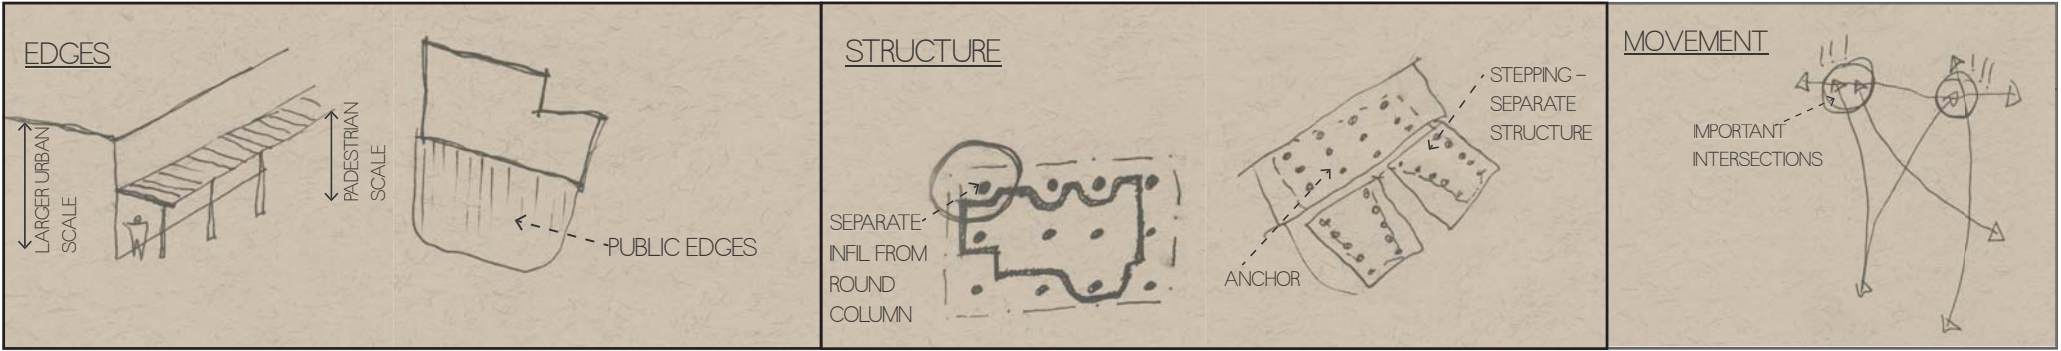 EDGES
LARGER URBAN
SCALE
PADESTRIAN
SCALE
PUBLIC EDGES
STRUCTURE
SEPARATE
INFIL FROM
ROUND
COLUMN
STEPPING -
SEPARATE
STRUCTURE
ANCHOR
MOVEMENT
!!!
!!!
IMPORTANT
INTERSECTIONS